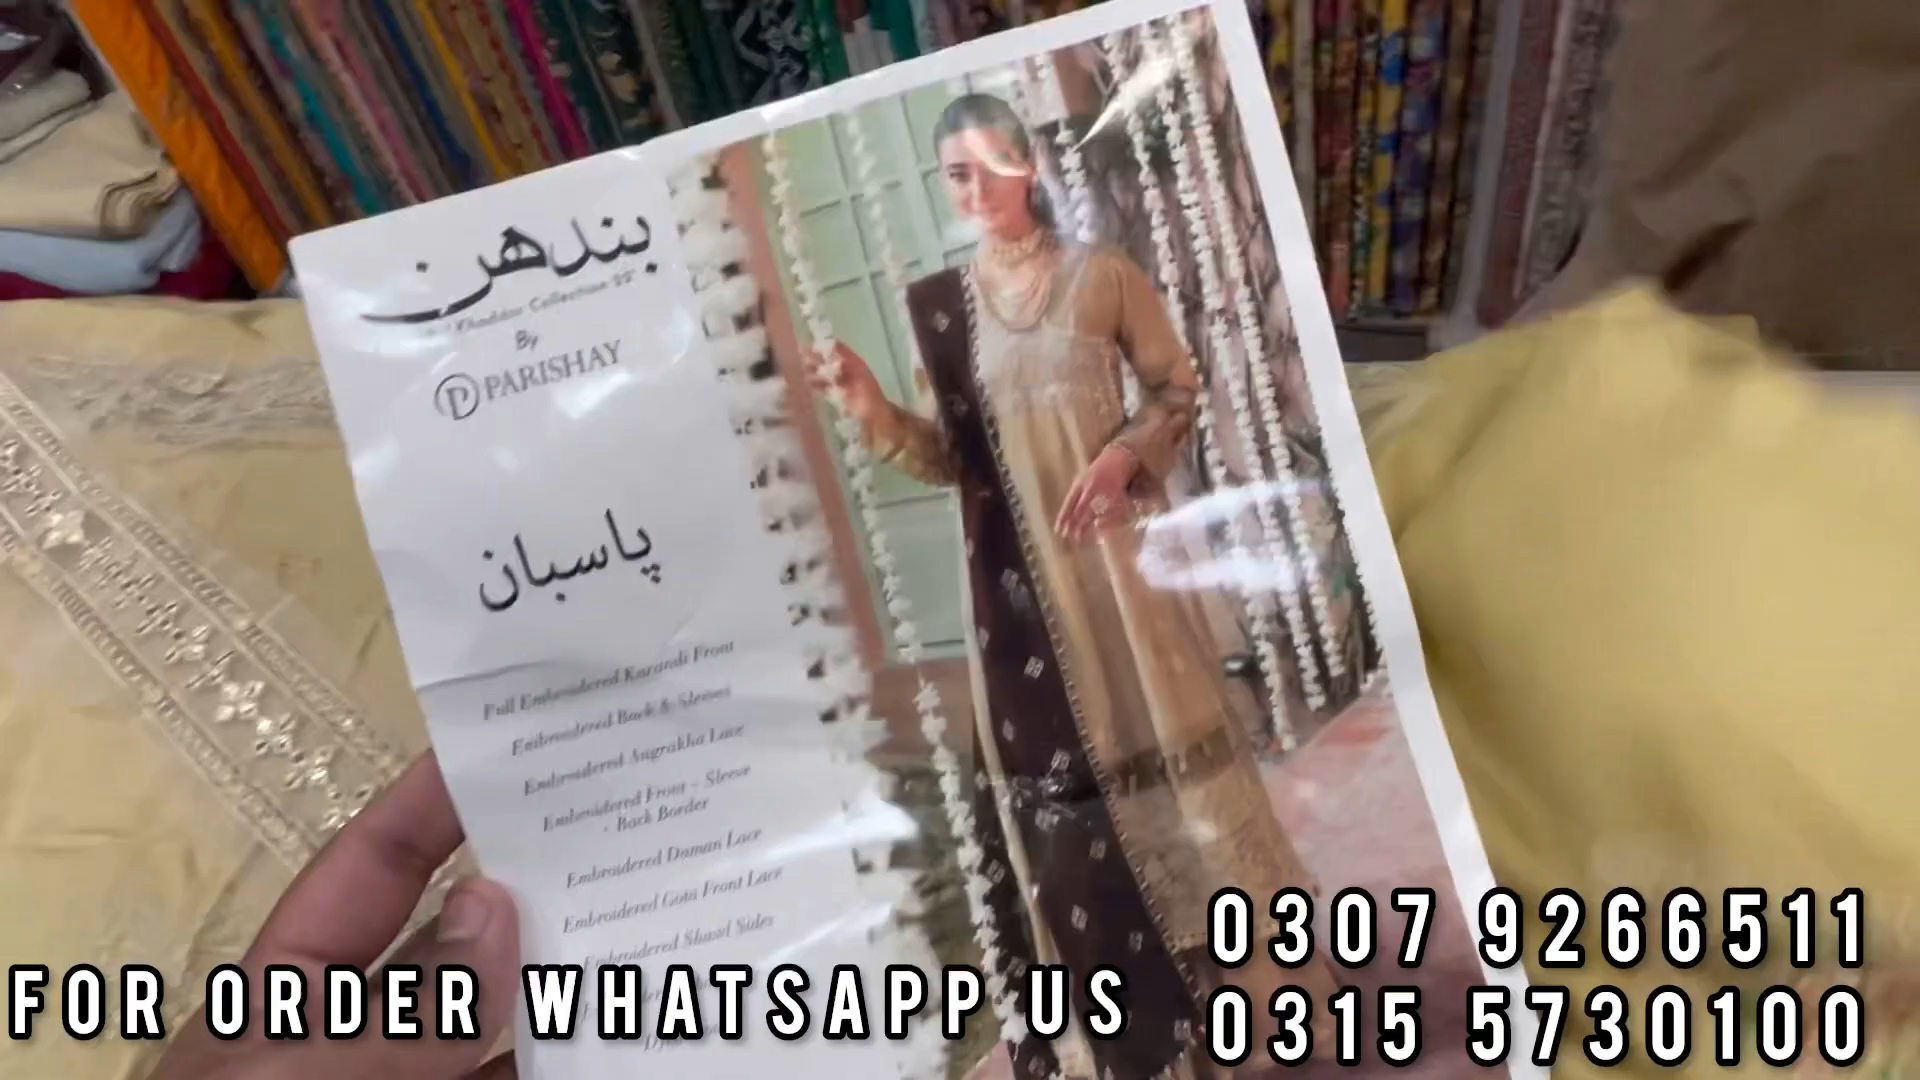 بندھن
Khaddar Collection 22'
By
PARISHAY
پاسبان
Full Embroidered Karandi Front
Embroidered Back & Sleeves
Embroidered Angrakha Lace
Embroidered Front - Sleeve
- Back Border
Embroidered Daman Lace
Embroidered Gota Front Lace
Embroidered Shawl Sides
FOR ORDER WHATSAPP US
0307 9266511
0315 5730100